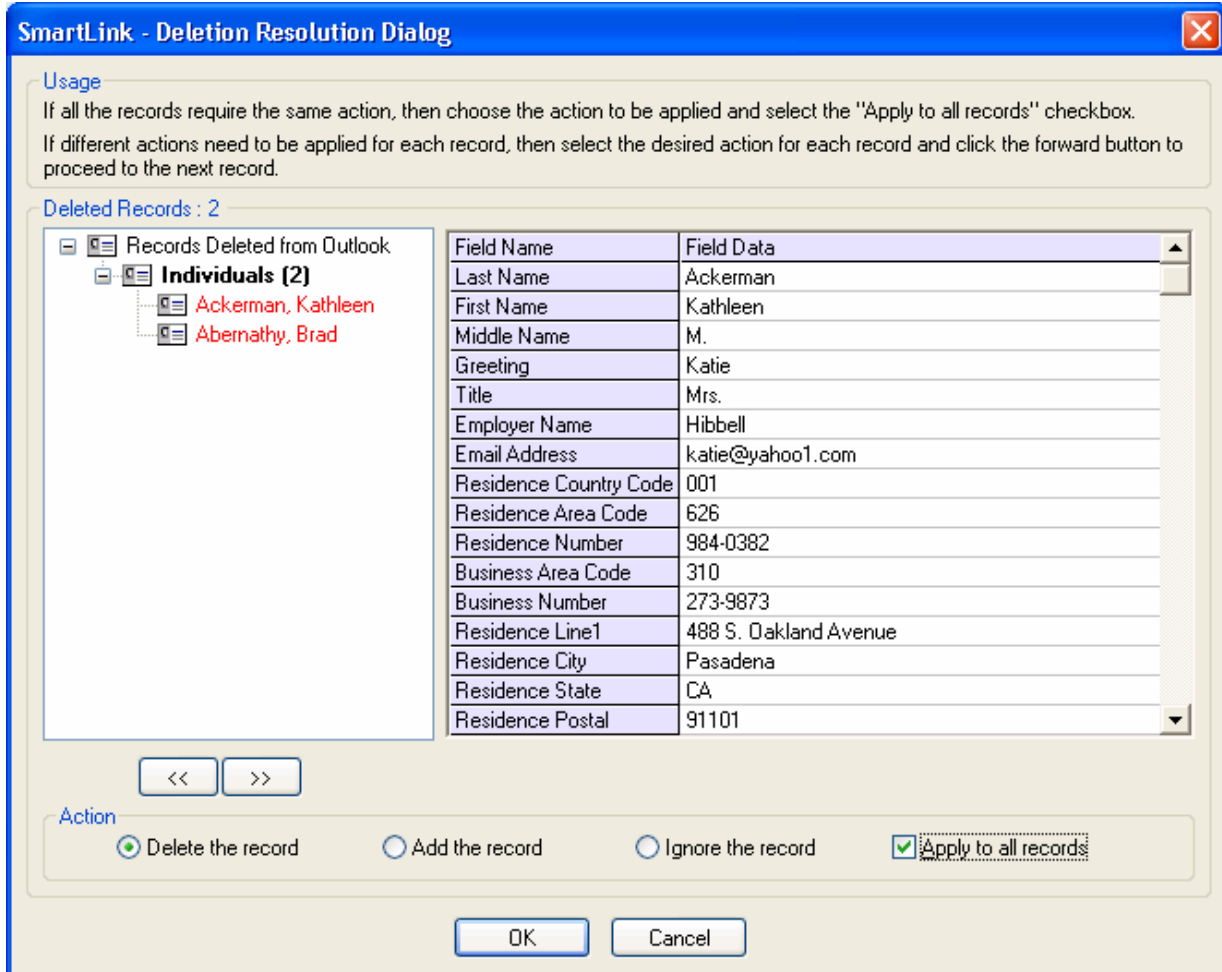 SmartLink - Deletion Resolution Dialog
Usage
If all the records require the same action, then choose the action to be applied and select the "Apply to all records" checkbox.
If different actions need to be applied for each record, then select the desired action for each record and click the forward button to
proceed to the next record.
Deleted Records : 2
Records Deleted from Outlook
Individuals (2)
Ackerman, Kathleen
Abernathy, Brad
Field Name Field Data
Last Name Ackerman
First Name Kathleen
Middle Name M.
Greeting Katie
Title Mrs.
Employer Name Hibbell
Email Address katie@yahoo1.com
Residence Country Code 001
Residence Area Code 626
Residence Number 984-0382
Business Area Code 310
Business Number 273-9873
Residence Line1 488 S. Oakland Avenue
Residence City Pasadena
Residence State CA
Residence Postal 91101
<< >>
Action
Delete the record Add the record Ignore the record Apply to all records
OK Cancel